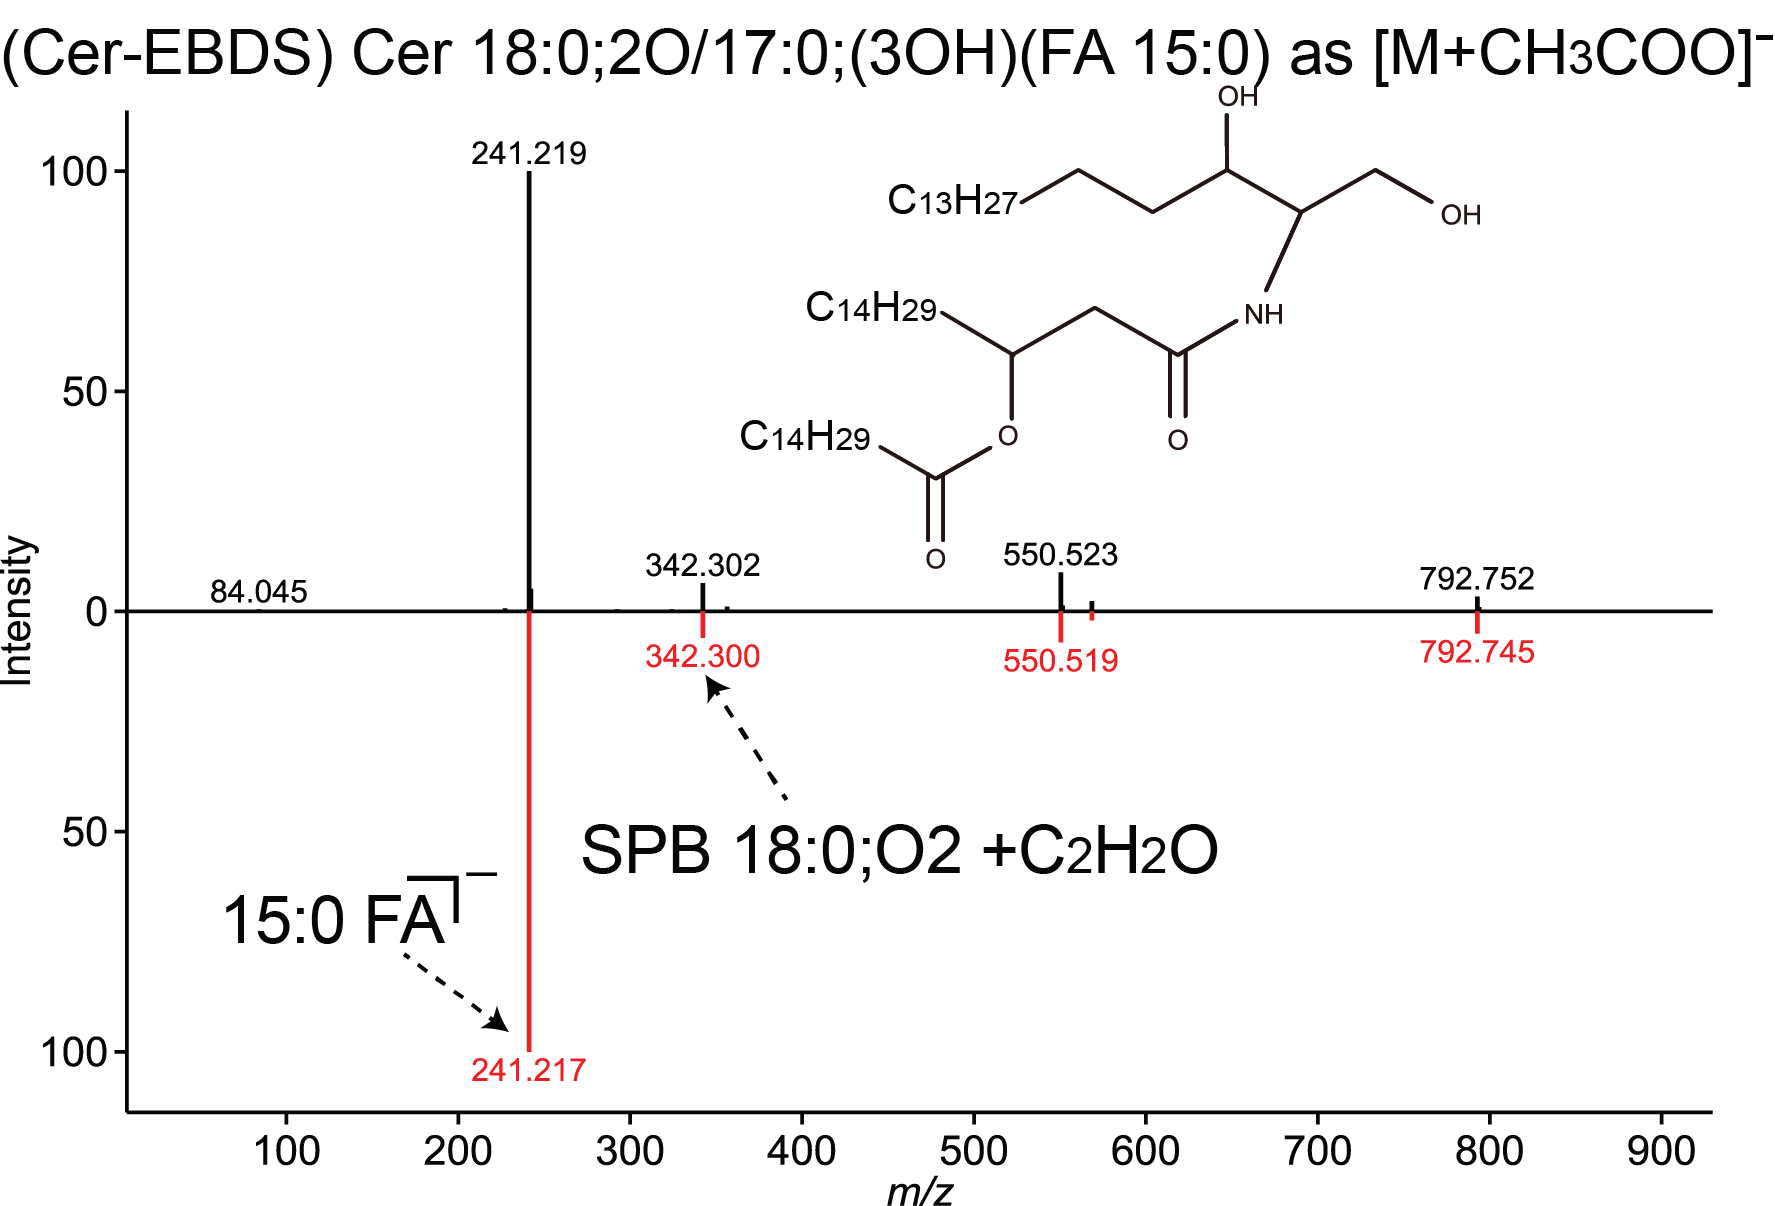 (Cer-EBDS) Cer 18:0;2O/17:0;(3OH)(FA 15:0) as [M+CH3COO]⁻
OH
C13H27
OH
C14H29
NH
O
O
C14H29
O
241.219
100
50
Intensity
84.045
342.302
550.523
792.752
0
342.300
550.519
792.745
SPB 18:0;O2 +C2H2O
50
15:0 FA⁻
100
241.217
100 200 300 400 500 600 700 800 900
m/z